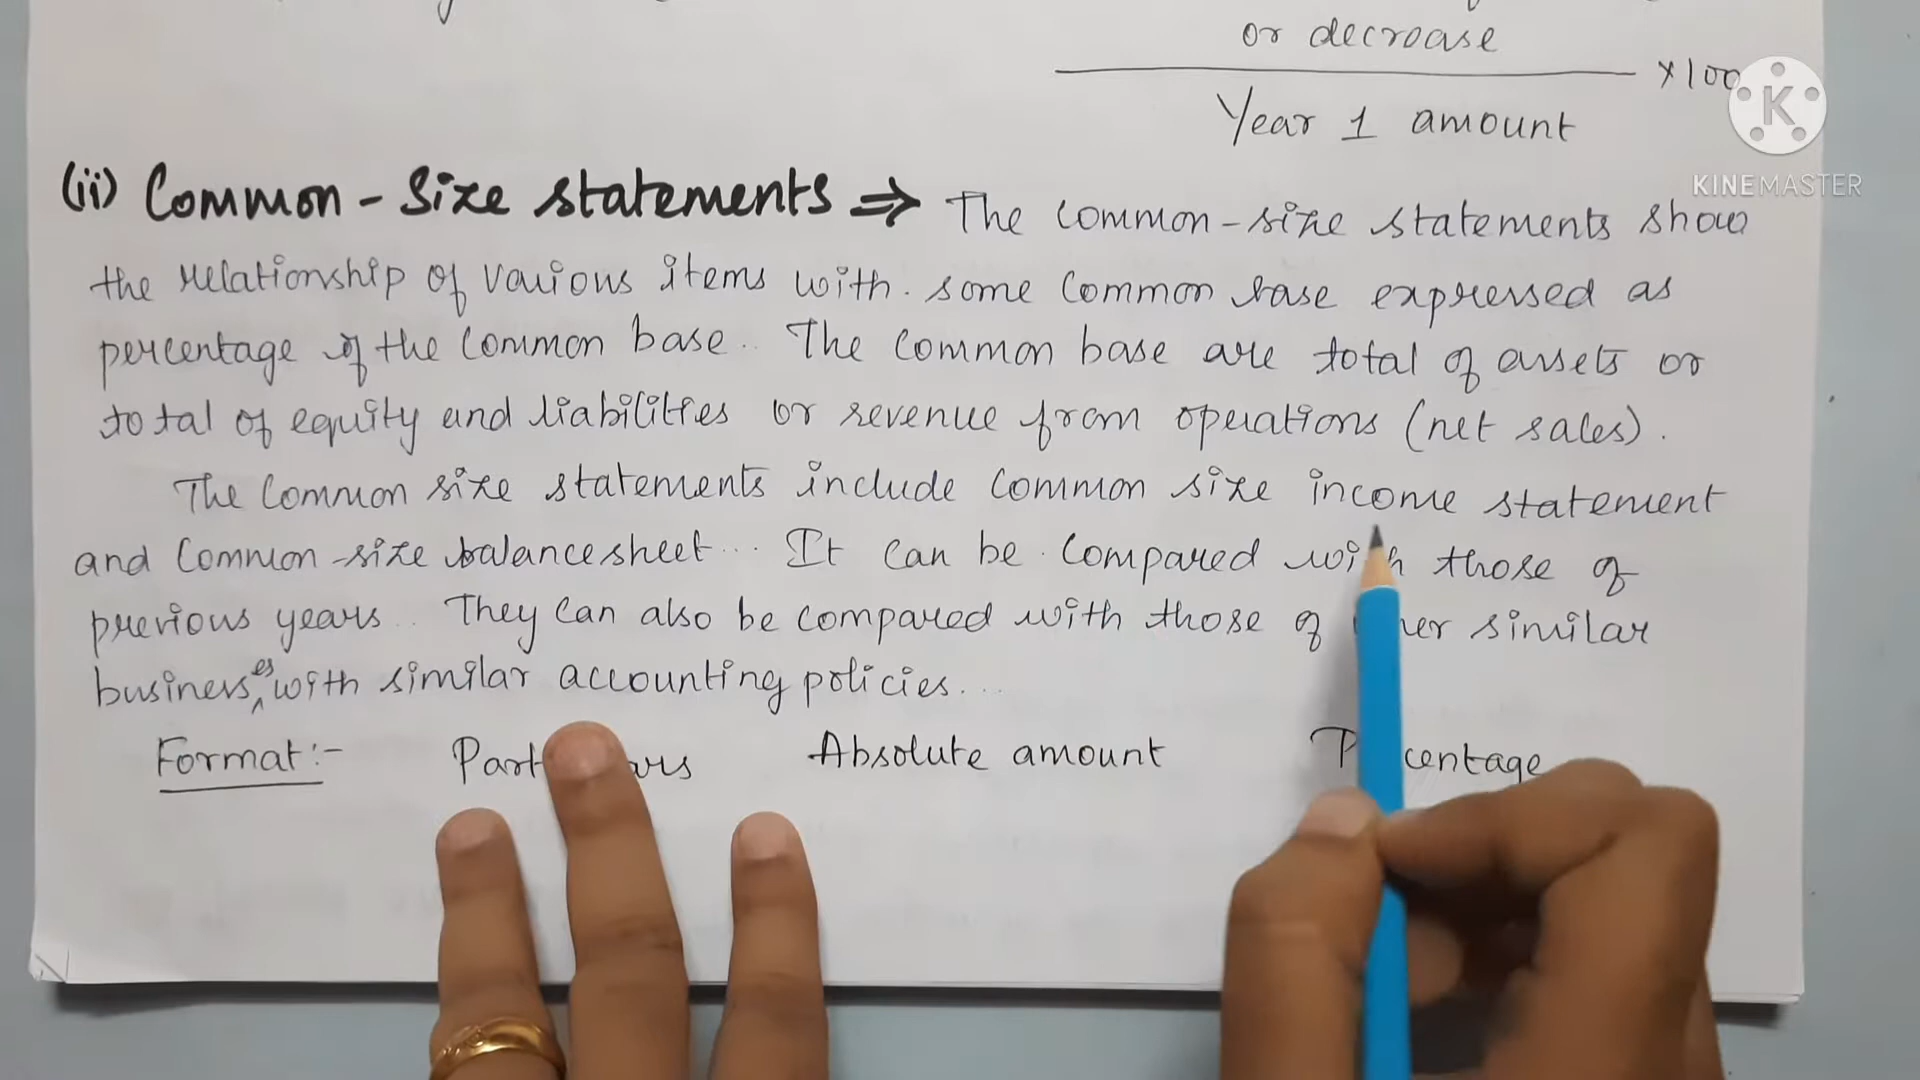 or decrease
×100
Year 1 amount
K
KINEMASTER
(ii) Common-Size statements ⇒ The common-size statements show
the relationship of various items with some common base expressed as
percentage of the common base. The common base are total of assets or
total of equity and liabilities or revenue from operations (net sales).
The Common size statements include common size income statement
and Common-size balancesheet... It can be compared with those of
previous years.. They can also be compared with those of similar
businesses with similar accounting policies...
Format:- Absolute amount